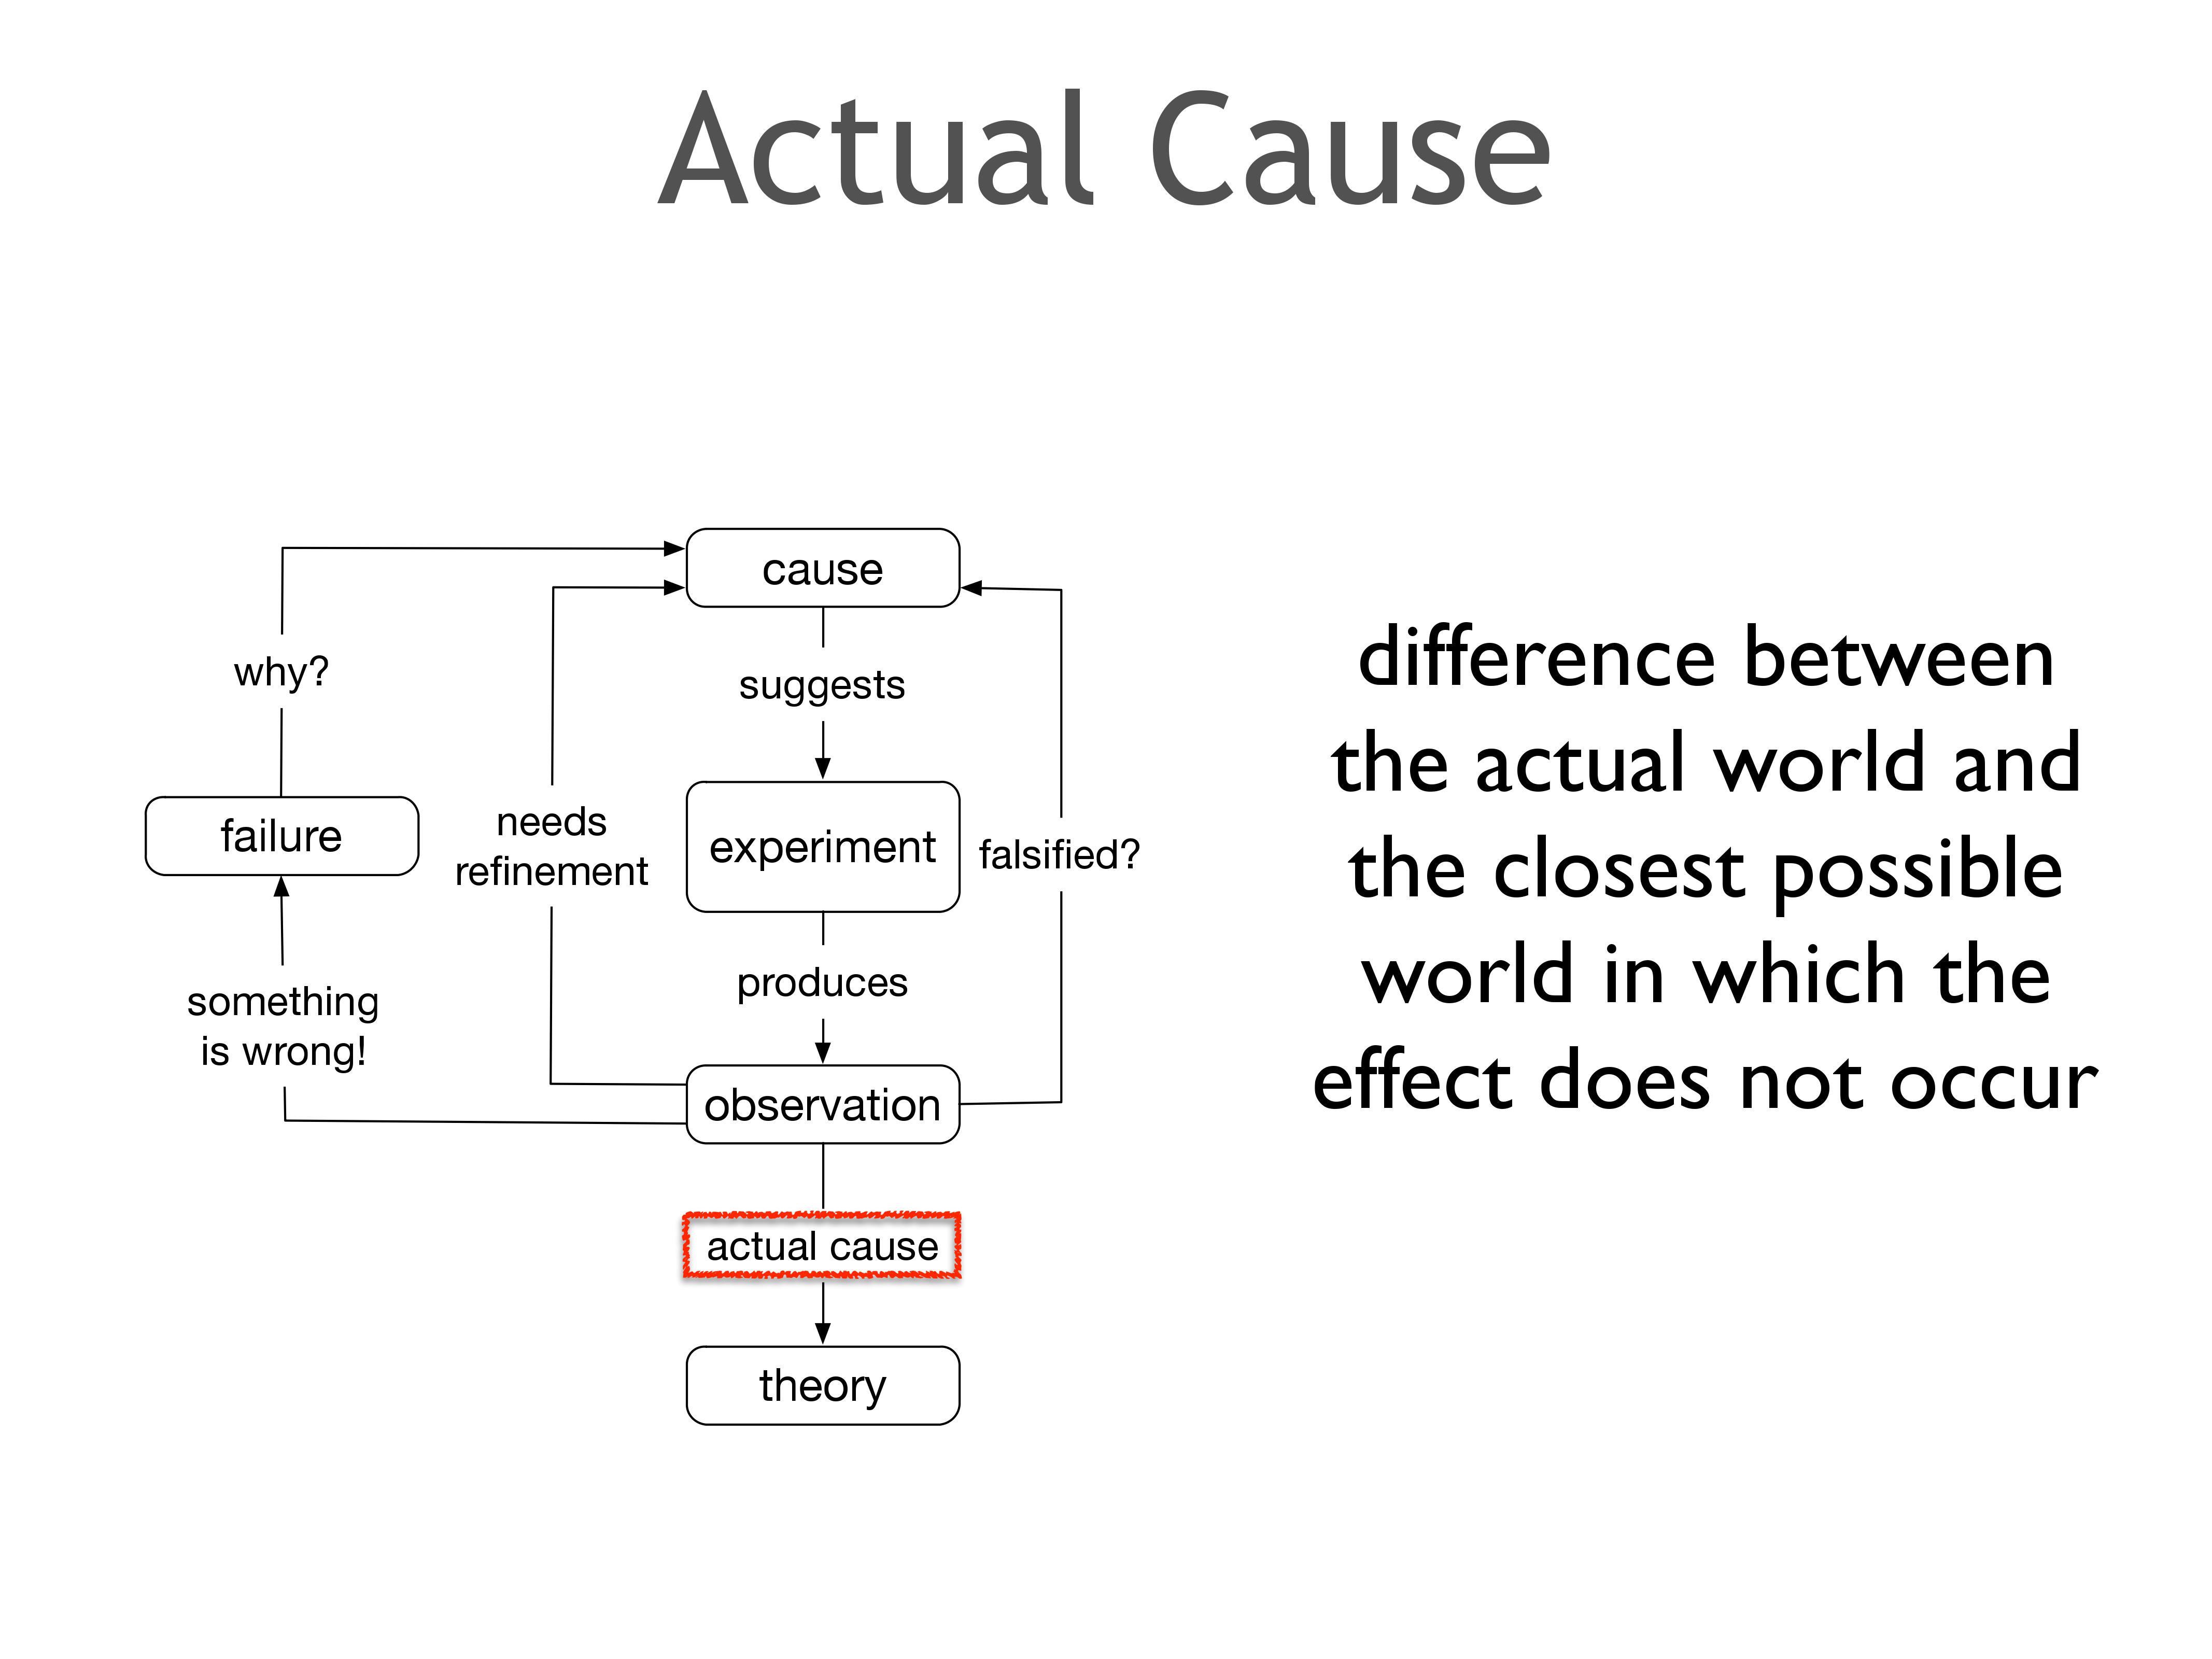 Actual Cause
cause
why?
suggests
failure
needs
refinement
experiment
falsified?
something
is wrong!
produces
observation
actual cause
theory
difference between
the actual world and
the closest possible
world in which the
effect does not occur